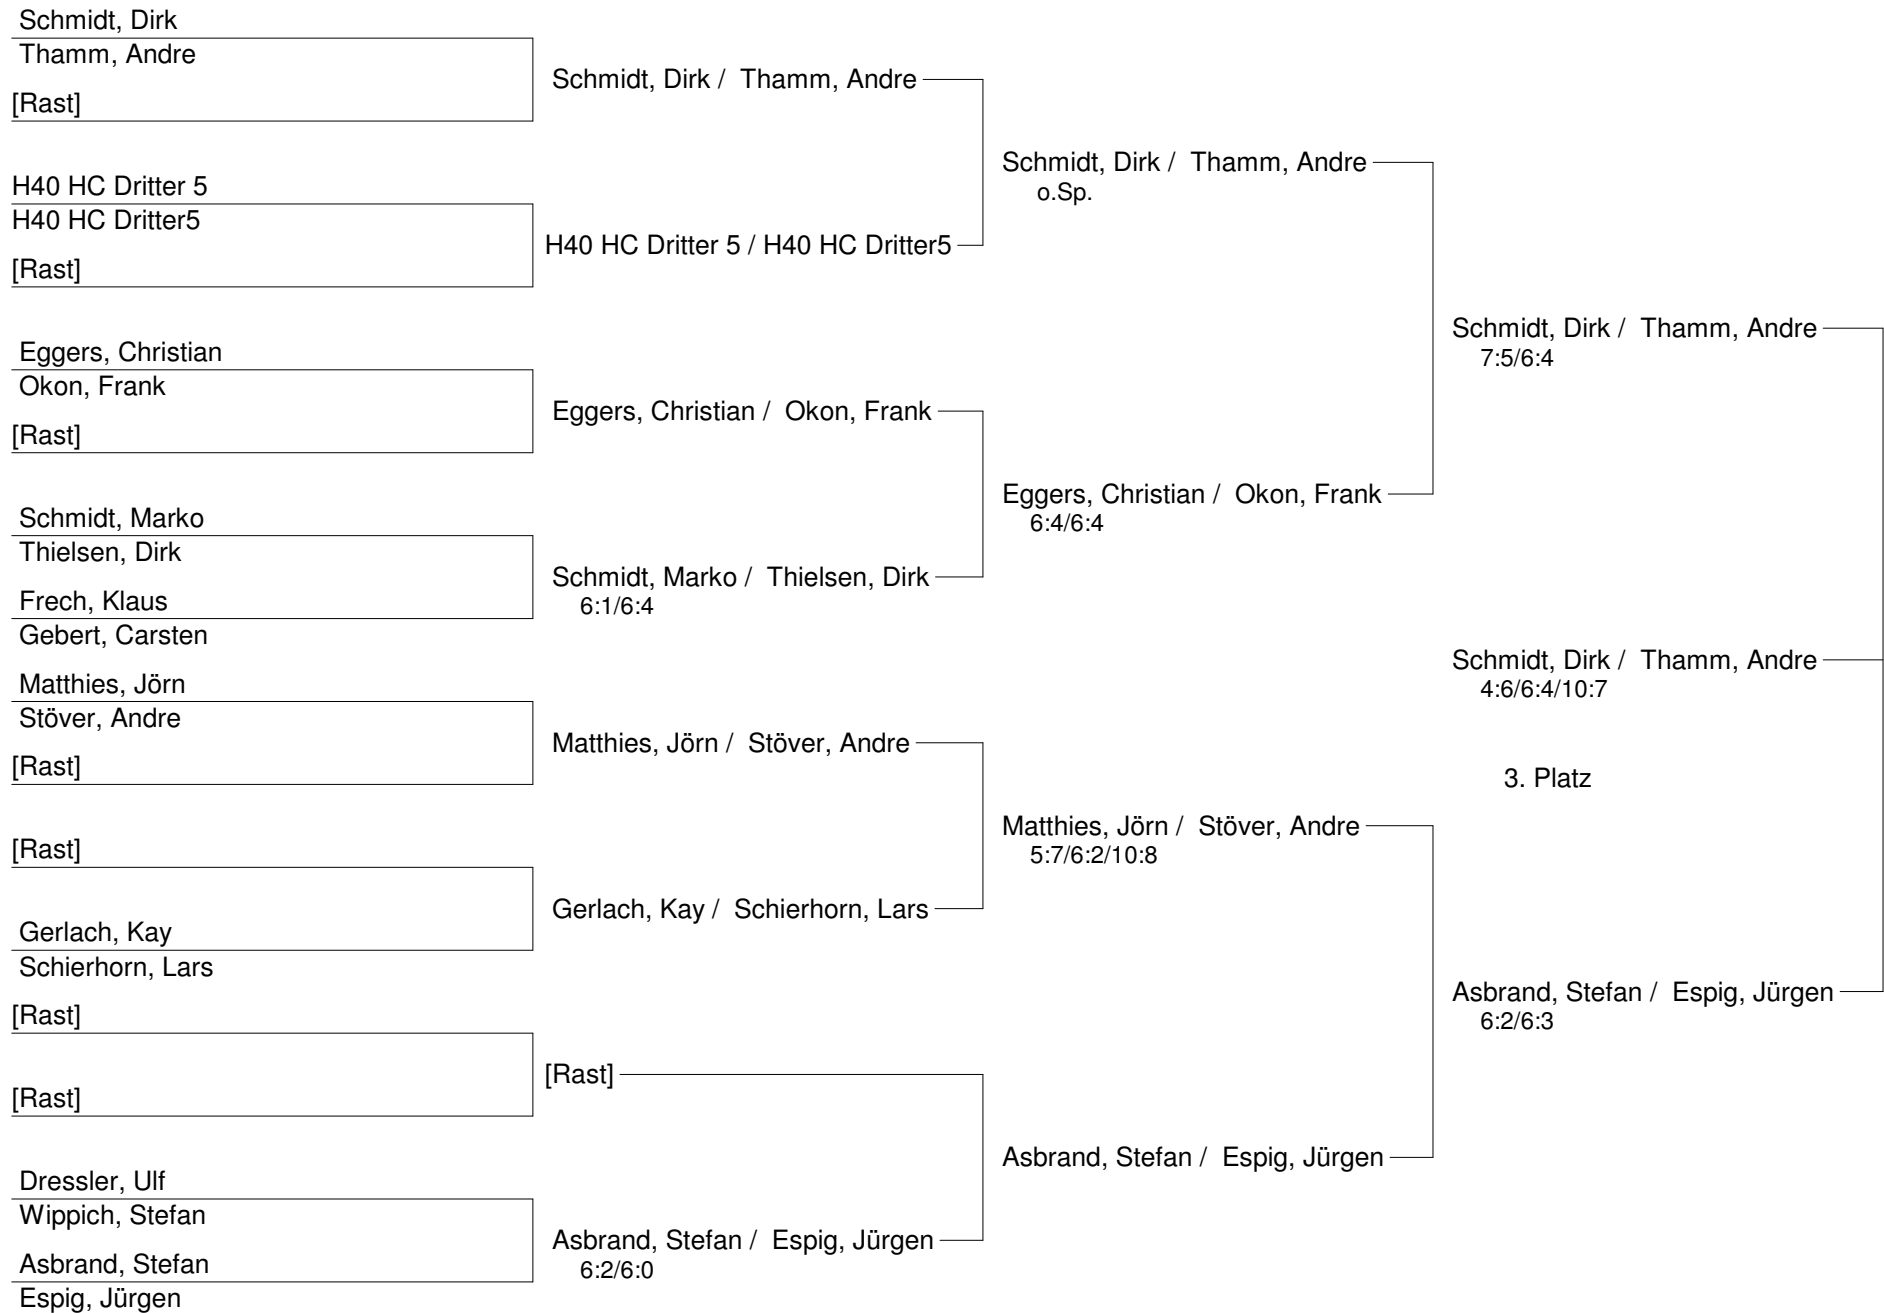 Schmidt, Dirk
Thamm, Andre
[Rast]
H40 HC Dritter 5
H40 HC Dritter5
[Rast]
Eggers, Christian
Okon, Frank
[Rast]
Schmidt, Marko
Thielsen, Dirk
Frech, Klaus
Gebert, Carsten
Matthies, Jörn
Stöver, Andre
[Rast]
[Rast]
Gerlach, Kay
Schierhorn, Lars
[Rast]
[Rast]
Dressler, Ulf
Wippich, Stefan
Asbrand, Stefan
Espig, Jürgen
Schmidt, Dirk / Thamm, Andre
H40 HC Dritter 5 / H40 HC Dritter5
Eggers, Christian / Okon, Frank
Schmidt, Marko / Thielsen, Dirk
6:1/6:4
Matthies, Jörn / Stöver, Andre
Gerlach, Kay / Schierhorn, Lars
[Rast]
Asbrand, Stefan / Espig, Jürgen
6:2/6:0
Schmidt, Dirk / Thamm, Andre
o.Sp.
Eggers, Christian / Okon, Frank
6:4/6:4
Matthies, Jörn / Stöver, Andre
5:7/6:2/10:8
Asbrand, Stefan / Espig, Jürgen
Schmidt, Dirk / Thamm, Andre
7:5/6:4
Schmidt, Dirk / Thamm, Andre
4:6/6:4/10:7
3. Platz
Asbrand, Stefan / Espig, Jürgen
6:2/6:3